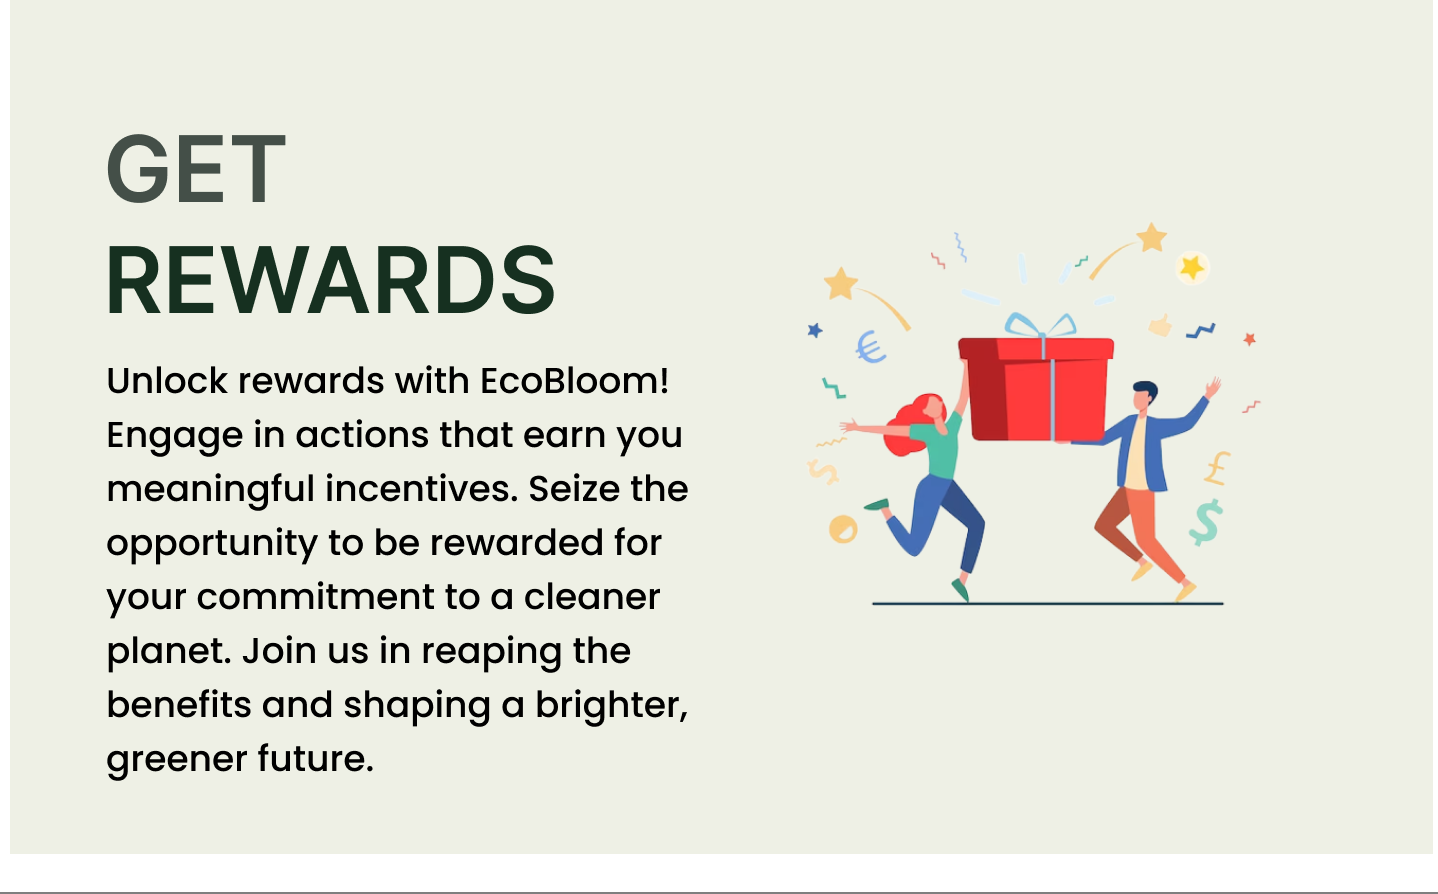 GET
REWARDS
Unlock rewards with EcoBloom!
Engage in actions that earn you
meaningful incentives. Seize the
opportunity to be rewarded for
your commitment to a cleaner
planet. Join us in reaping the
benefits and shaping a brighter,
greener future.
€
$
£
$